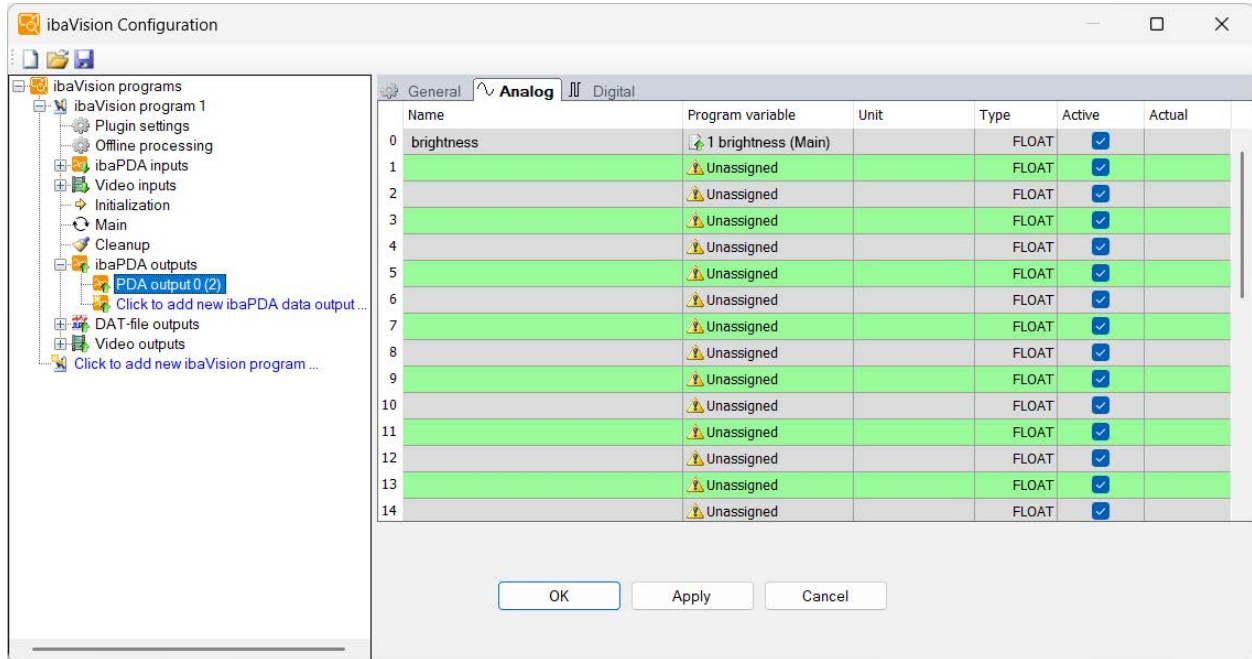 ibaVision Configuration
ibaVision programs
ibaVision program 1
Plugin settings
Offline processing
ibaPDA inputs
Video inputs
Initialization
Main
Cleanup
ibaPDA outputs
PDA output 0 (2)
Click to add new ibaPDA data output ...
DAT-file outputs
Video outputs
Click to add new ibaVision program ...
General Analog Digital
Name Program variable Unit Type Active Actual
0 brightness 1 brightness (Main) FLOAT
1 Unassigned FLOAT
2 Unassigned FLOAT
3 Unassigned FLOAT
4 Unassigned FLOAT
5 Unassigned FLOAT
6 Unassigned FLOAT
7 Unassigned FLOAT
8 Unassigned FLOAT
9 Unassigned FLOAT
10 Unassigned FLOAT
11 Unassigned FLOAT
12 Unassigned FLOAT
13 Unassigned FLOAT
14 Unassigned FLOAT
OK Apply Cancel